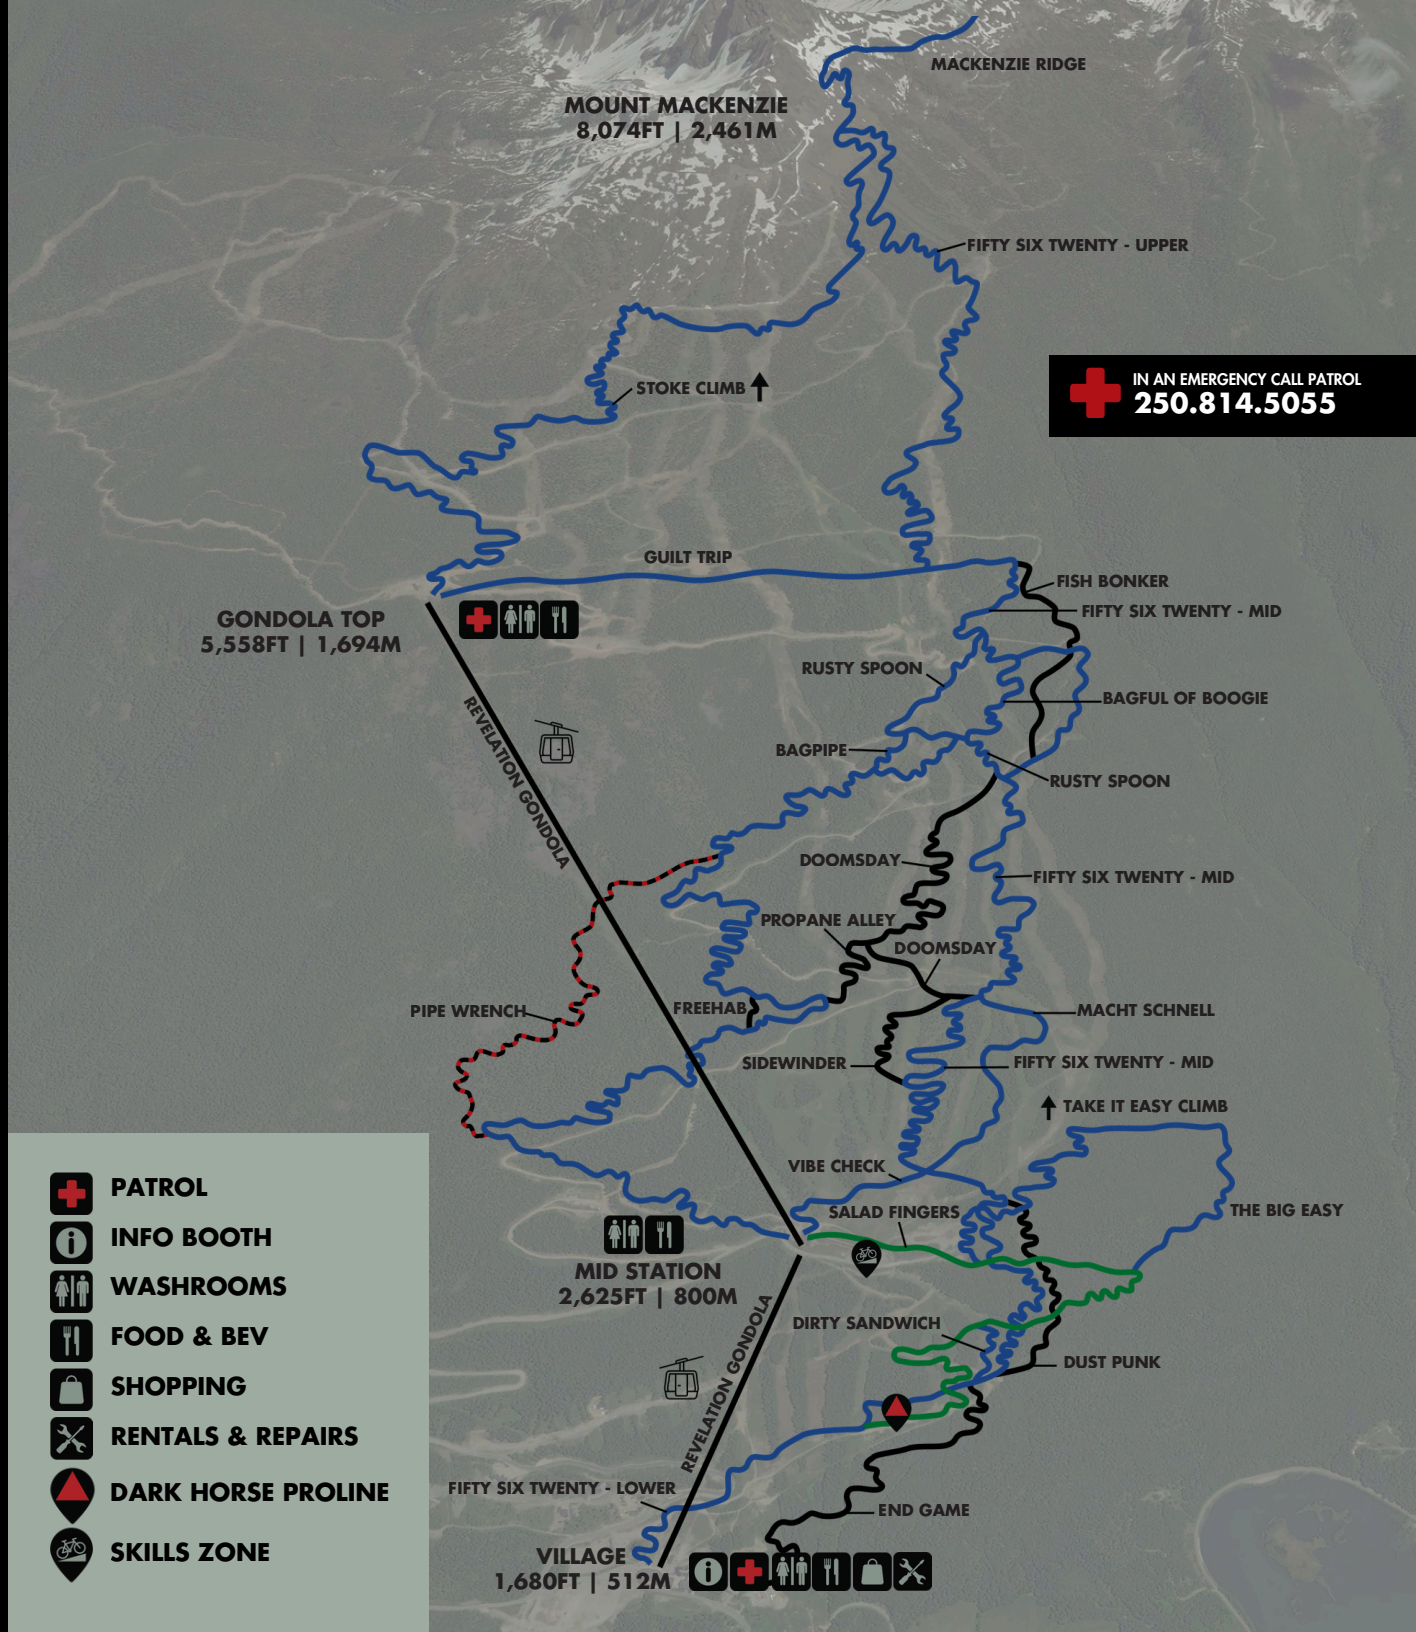 MACKENZIE RIDGE
MOUNT MACKENZIE
8,074FT | 2,461M
FIFTY SIX TWENTY - UPPER
IN AN EMERGENCY CALL PATROL
250.814.5055
STOKE CLIMB
GUILT TRIP
FISH BONKER
FIFTY SIX TWENTY - MID
GONDOLA TOP
5,558FT | 1,694M
RUSTY SPOON
BAGFUL OF BOOGIE
REVELATION GONDOLA
BAGPIPE
RUSTY SPOON
DOOMSDAY
FIFTY SIX TWENTY - MID
PROPANE ALLEY
DOOMSDAY
PIPE WRENCH
FREEHAB
MACHT SCHNELL
SIDEWINDER
FIFTY SIX TWENTY - MID
TAKE IT EASY CLIMB
VIBE CHECK
SALAD FINGERS
THE BIG EASY
MID STATION
2,625FT | 800M
DIRTY SANDWICH
DUST PUNK
REVELATION GONDOLA
FIFTY SIX TWENTY - LOWER
END GAME
VILLAGE
1,680FT | 512M
PATROL
INFO BOOTH
WASHROOMS
FOOD & BEV
SHOPPING
RENTALS & REPAIRS
DARK HORSE PROLINE
SKILLS ZONE